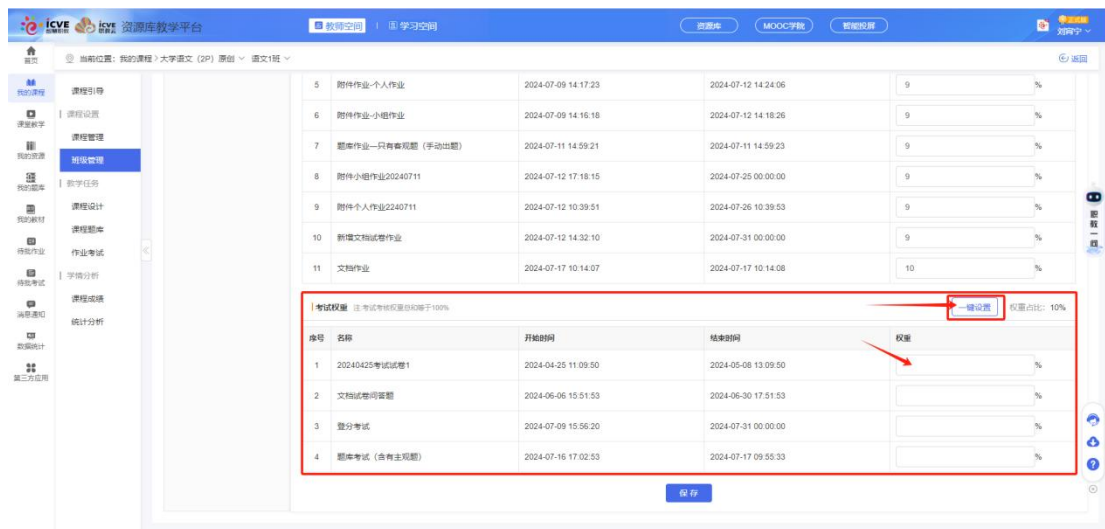 iCVE 智慧职教 iCVE 资源库教学平台 教师空间 学习空间 资源库 MOOC学院 智能投屏
首页 当前位置：我的课程〉大学语文（2P）原创 语文1班 返回
我的课程
课堂教学
我的资源
我的题库
我的教材
待批作业
待批考试
消息通知
数据统计
第三方应用
课程引导
课程设置
课程管理
班级管理
教学任务
课程设计
课程题库
作业考试
学情分析
课程成绩
统计分析
5 附件作业-个人作业 2024-07-09 14:17:23 2024-07-12 14:24:06 9 %
6 附件作业-小组作业 2024-07-09 14:16:18 2024-07-12 14:18:26 9 %
7 题库作业—只有客观题（手动出题） 2024-07-11 14:59:21 2024-07-11 14:59:23 9 %
8 附件小组作业20240711 2024-07-12 17:18:15 2024-07-25 00:00:00 9 %
9 附件个人作业2240711 2024-07-12 10:39:51 2024-07-26 10:39:53 9 %
10 新增文档试卷作业 2024-07-12 14:32:10 2024-07-31 00:00:00 9 %
11 文档作业 2024-07-17 10:14:07 2024-07-17 10:14:08 10 %
考试权重 注:考试考核权重总和等于100% 一键设置 权重占比: 10%
序号 名称 开始时间 结束时间 权重
1 20240425考试试卷1 2024-04-25 11:09:50 2024-05-08 13:09:50 %
2 文档试卷问答题 2024-06-06 15:51:53 2024-06-30 17:51:53 %
3 登分考试 2024-07-09 15:56:20 2024-07-31 00:00:00 %
4 题库考试（含有主观题） 2024-07-16 17:02:53 2024-07-17 09:55:33 %
保存